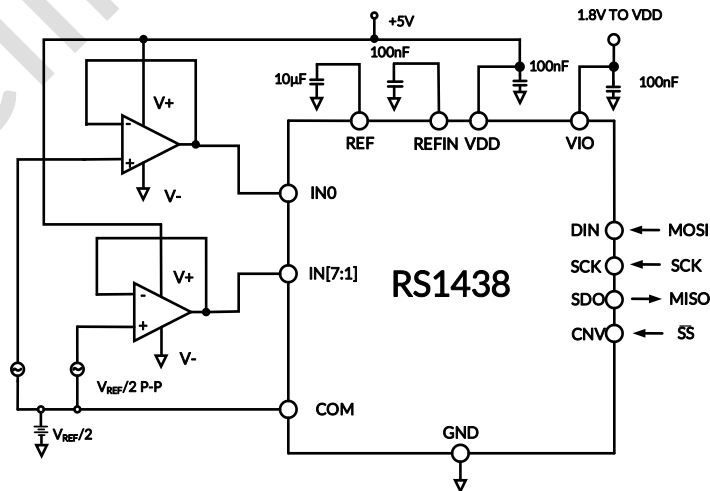 +5V
1.8V TO VDD
100nF
10µF
100nF
100nF
V+
-
+
V-
REF
REFIN
VDD
VIO
IN0
IN[7:1]
V+
-
+
V-
RS1438
DIN
MOSI
SCK
SCK
SDO
MISO
CNV
SS
VREF/2 P-P
COM
VREF/2
GND